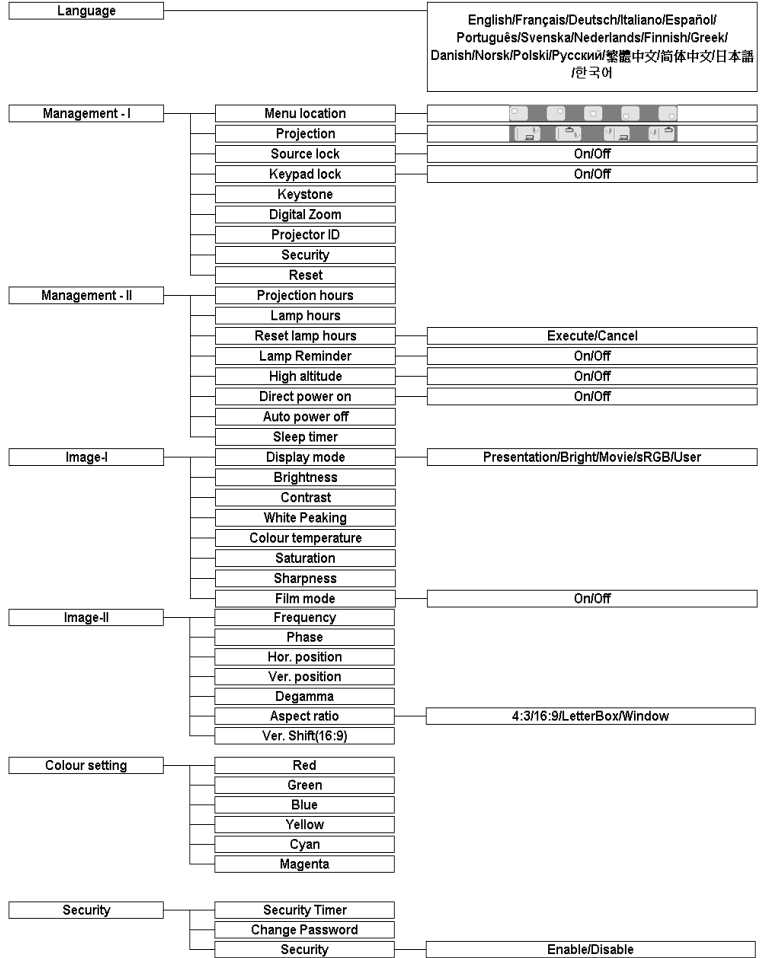 Language
English/Français/Deutsch/Italiano/Español/
Português/Svenska/Nederlands/Finnish/Greek/
Danish/Norsk/Polski/Русский/繁體中文/简体中文/日本語
/한국어
Management - I
Menu location
Projection
Source lock
On/Off
Keypad lock
On/Off
Keystone
Digital Zoom
Projector ID
Security
Reset
Management - II
Projection hours
Lamp hours
Reset lamp hours
Execute/Cancel
Lamp Reminder
On/Off
High altitude
On/Off
Direct power on
On/Off
Auto power off
Sleep timer
Image-I
Display mode
Presentation/Bright/Movie/sRGB/User
Brightness
Contrast
White Peaking
Colour temperature
Saturation
Sharpness
Film mode
On/Off
Image-II
Frequency
Phase
Hor. position
Ver. position
Degamma
Aspect ratio
4:3/16:9/LetterBox/Window
Ver. Shift(16:9)
Colour setting
Red
Green
Blue
Yellow
Cyan
Magenta
Security
Security Timer
Change Password
Security
Enable/Disable